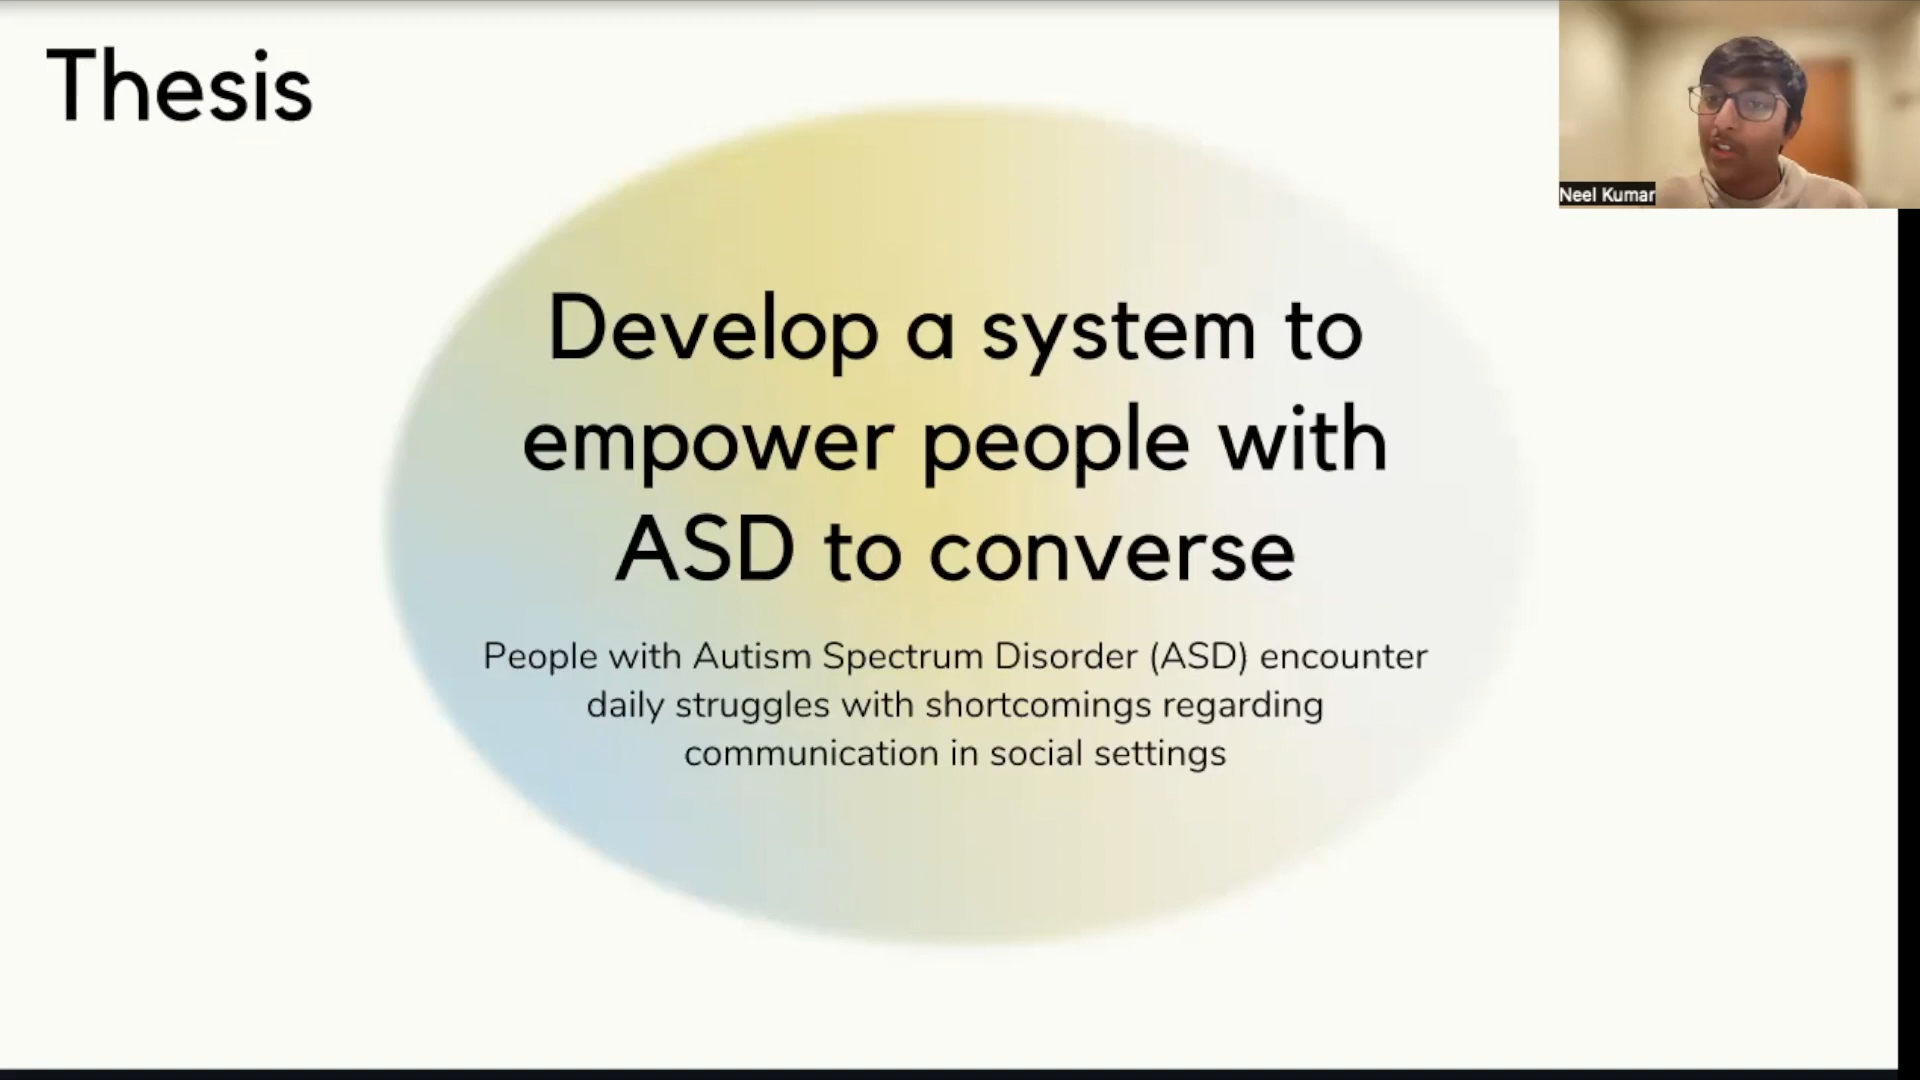 Thesis
Neel Kumar
Develop a system to
empower people with
ASD to converse
People with Autism Spectrum Disorder (ASD) encounter
daily struggles with shortcomings regarding
communication in social settings